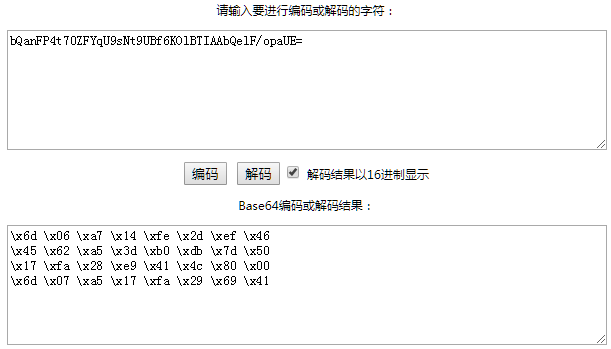 请输入要进行编码或解码的字符：
bQanFP4t70ZFYqU9sNt9UBf6KOlBTIAAbQelF/opaUE=
编码 解码 解码结果以16进制显示
Base64编码或解码结果：
\x6d \x06 \xa7 \x14 \xfe \x2d \xef \x46
\x45 \x62 \xa5 \x3d \xb0 \xdb \x7d \x50
\x17 \xfa \x28 \xe9 \x41 \x4c \x80 \x00
\x6d \x07 \xa5 \x17 \xfa \x29 \x69 \x41